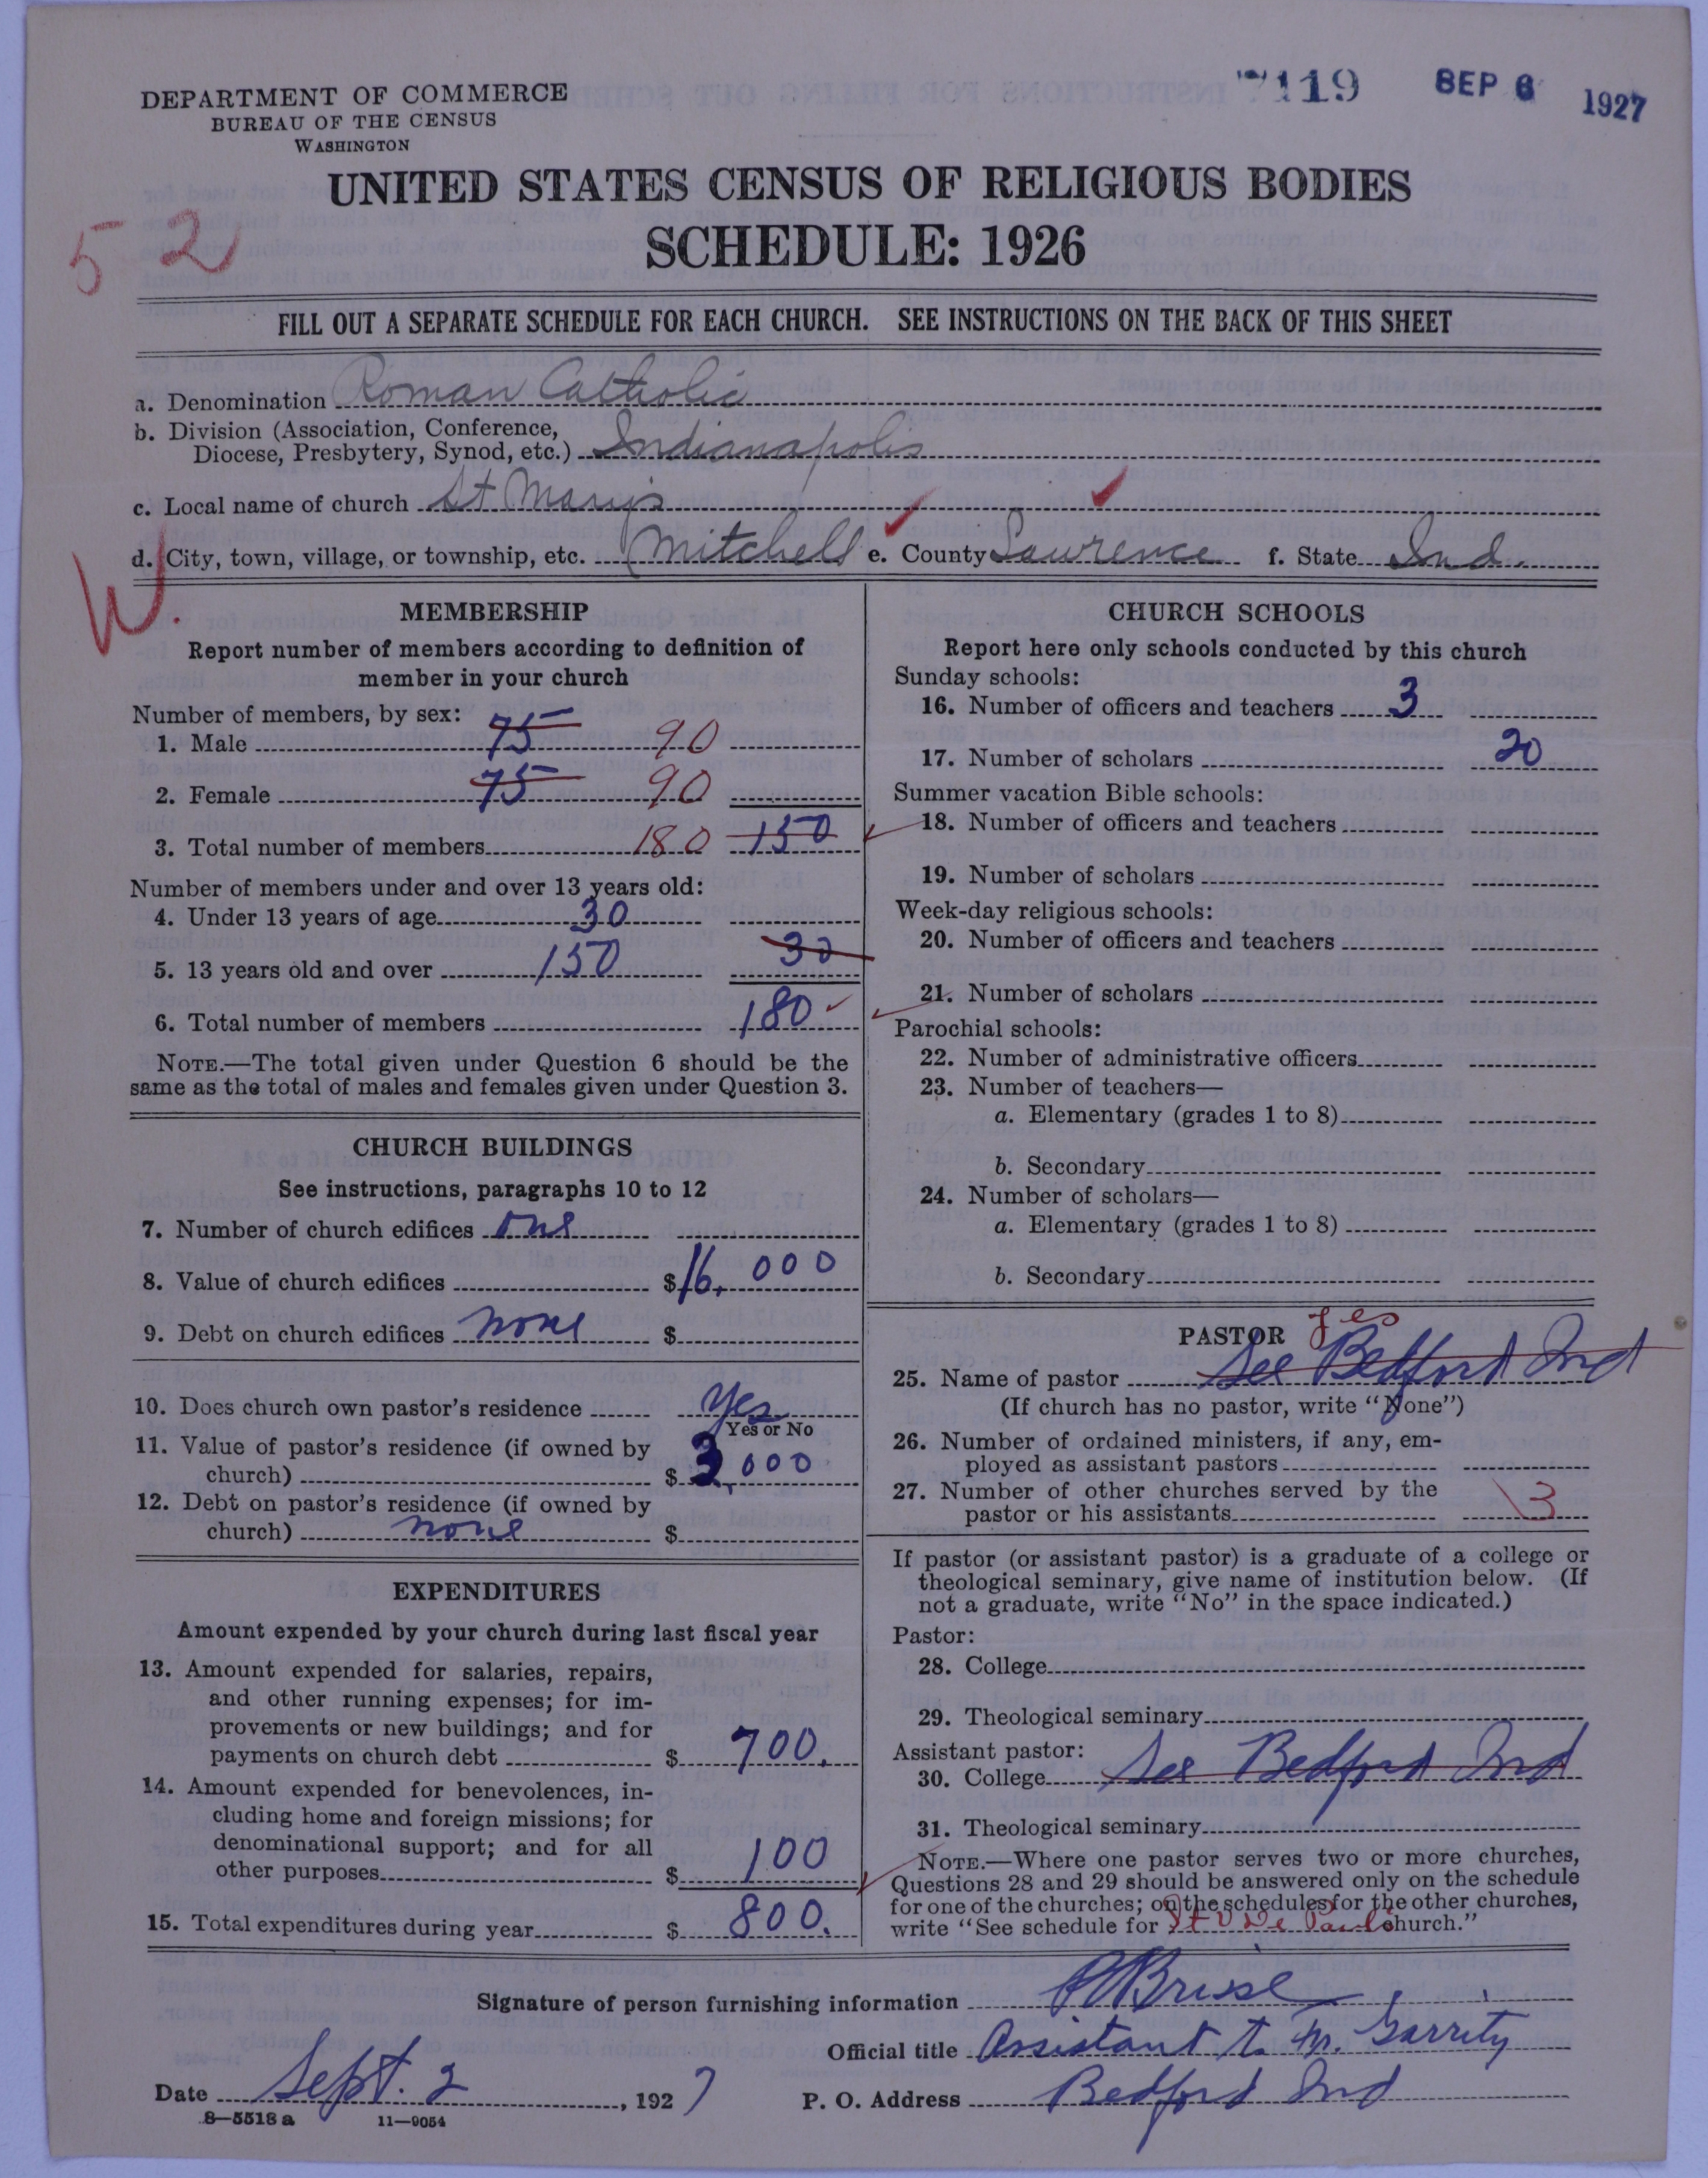 7119 SEP 6 1927
DEPARTMENT OF COMMERCE
BUREAU OF THE CENSUS
WASHINGTON
UNITED STATES CENSUS OF RELIGIOUS BODIES
SCHEDULE: 1926
52
FILL OUT A SEPARATE SCHEDULE FOR EACH CHURCH. SEE INSTRUCTIONS ON THE BACK OF THIS SHEET
a. Denomination Roman Catholic
b. Division (Association, Conference,
Diocese, Presbytery, Synod, etc.) Indianapolis
c. Local name of church St Mary's
d. City, town, village, or township, etc. Mitchell e. County Lawrence f. State Ind.
W.
MEMBERSHIP
Report number of members according to definition of
member in your church
Number of members, by sex:
1. Male 75 90
2. Female 75 90
3. Total number of members 180 150
Number of members under and over 13 years old:
4. Under 13 years of age 30
5. 13 years old and over 150 30
6. Total number of members 180
NOTE.—The total given under Question 6 should be the
same as the total of males and females given under Question 3.
CHURCH BUILDINGS
See instructions, paragraphs 10 to 12
7. Number of church edifices one
8. Value of church edifices $16,000
9. Debt on church edifices none $
10. Does church own pastor's residence Yes
Yes or No
11. Value of pastor's residence (if owned by
church) $3,000
12. Debt on pastor's residence (if owned by
church) none $
EXPENDITURES
Amount expended by your church during last fiscal year
13. Amount expended for salaries, repairs,
and other running expenses; for im-
provements or new buildings; and for
payments on church debt $700.
14. Amount expended for benevolences, in-
cluding home and foreign missions; for
denominational support; and for all
other purposes $100
15. Total expenditures during year $800.
CHURCH SCHOOLS
Report here only schools conducted by this church
Sunday schools:
16. Number of officers and teachers 3
17. Number of scholars 20
Summer vacation Bible schools:
18. Number of officers and teachers
19. Number of scholars
Week-day religious schools:
20. Number of officers and teachers
21. Number of scholars
Parochial schools:
22. Number of administrative officers
23. Number of teachers—
a. Elementary (grades 1 to 8)
b. Secondary
24. Number of scholars—
a. Elementary (grades 1 to 8)
b. Secondary
PASTOR yes
25. Name of pastor See Bedford Ind
(If church has no pastor, write "None")
26. Number of ordained ministers, if any, em-
ployed as assistant pastors
27. Number of other churches served by the
pastor or his assistants 3
If pastor (or assistant pastor) is a graduate of a college or
theological seminary, give name of institution below. (If
not a graduate, write "No" in the space indicated.)
Pastor:
28. College
29. Theological seminary
Assistant pastor:
30. College See Bedford Ind
31. Theological seminary
NOTE.—Where one pastor serves two or more churches,
Questions 28 and 29 should be answered only on the schedule
for one of the churches; on the schedules for the other churches,
write "See schedule for St V De Paul church."
Signature of person furnishing information
Official title Assistant to M. Garrity
Date Sept. 2, 1927 P. O. Address Bedford Ind
8—5518 a 11—9054